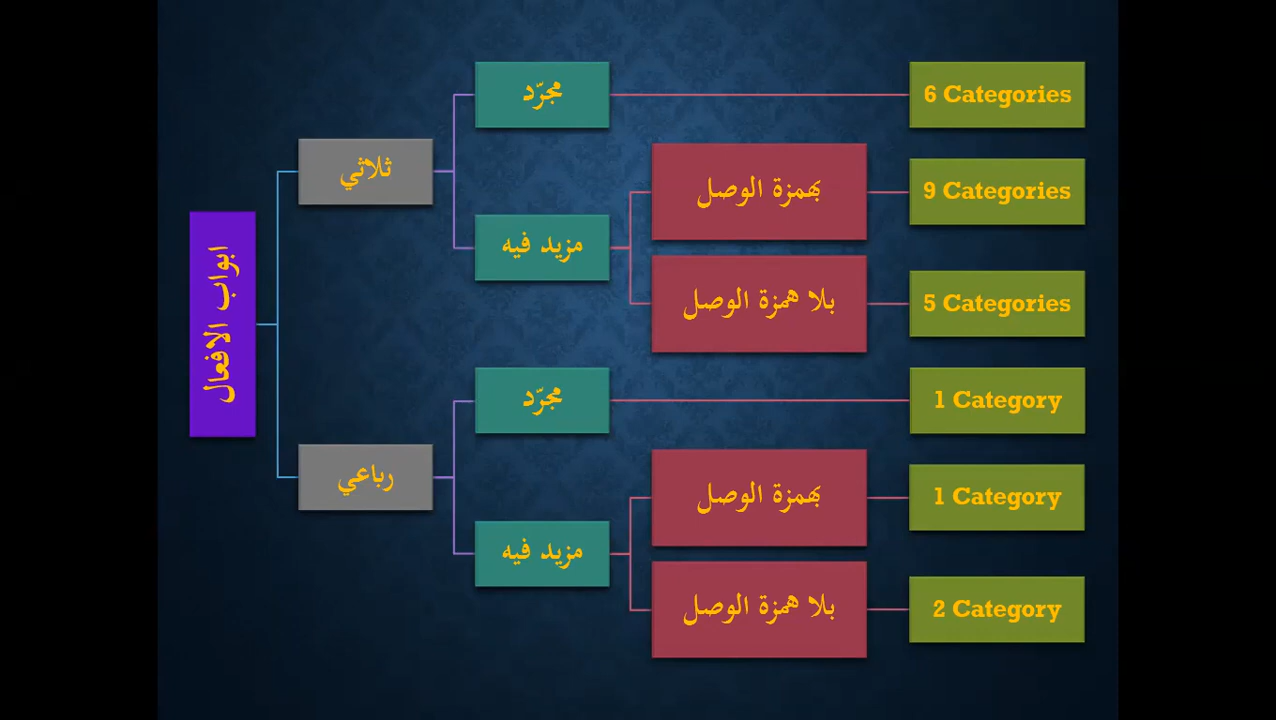 ابواب الافعال
ثلاثي
مجرّد
6 Categories
مزيد فيه
بهمزة الوصل
9 Categories
بلا همزة الوصل
5 Categories
رباعي
مجرّد
1 Category
مزيد فيه
بهمزة الوصل
1 Category
بلا همزة الوصل
2 Category